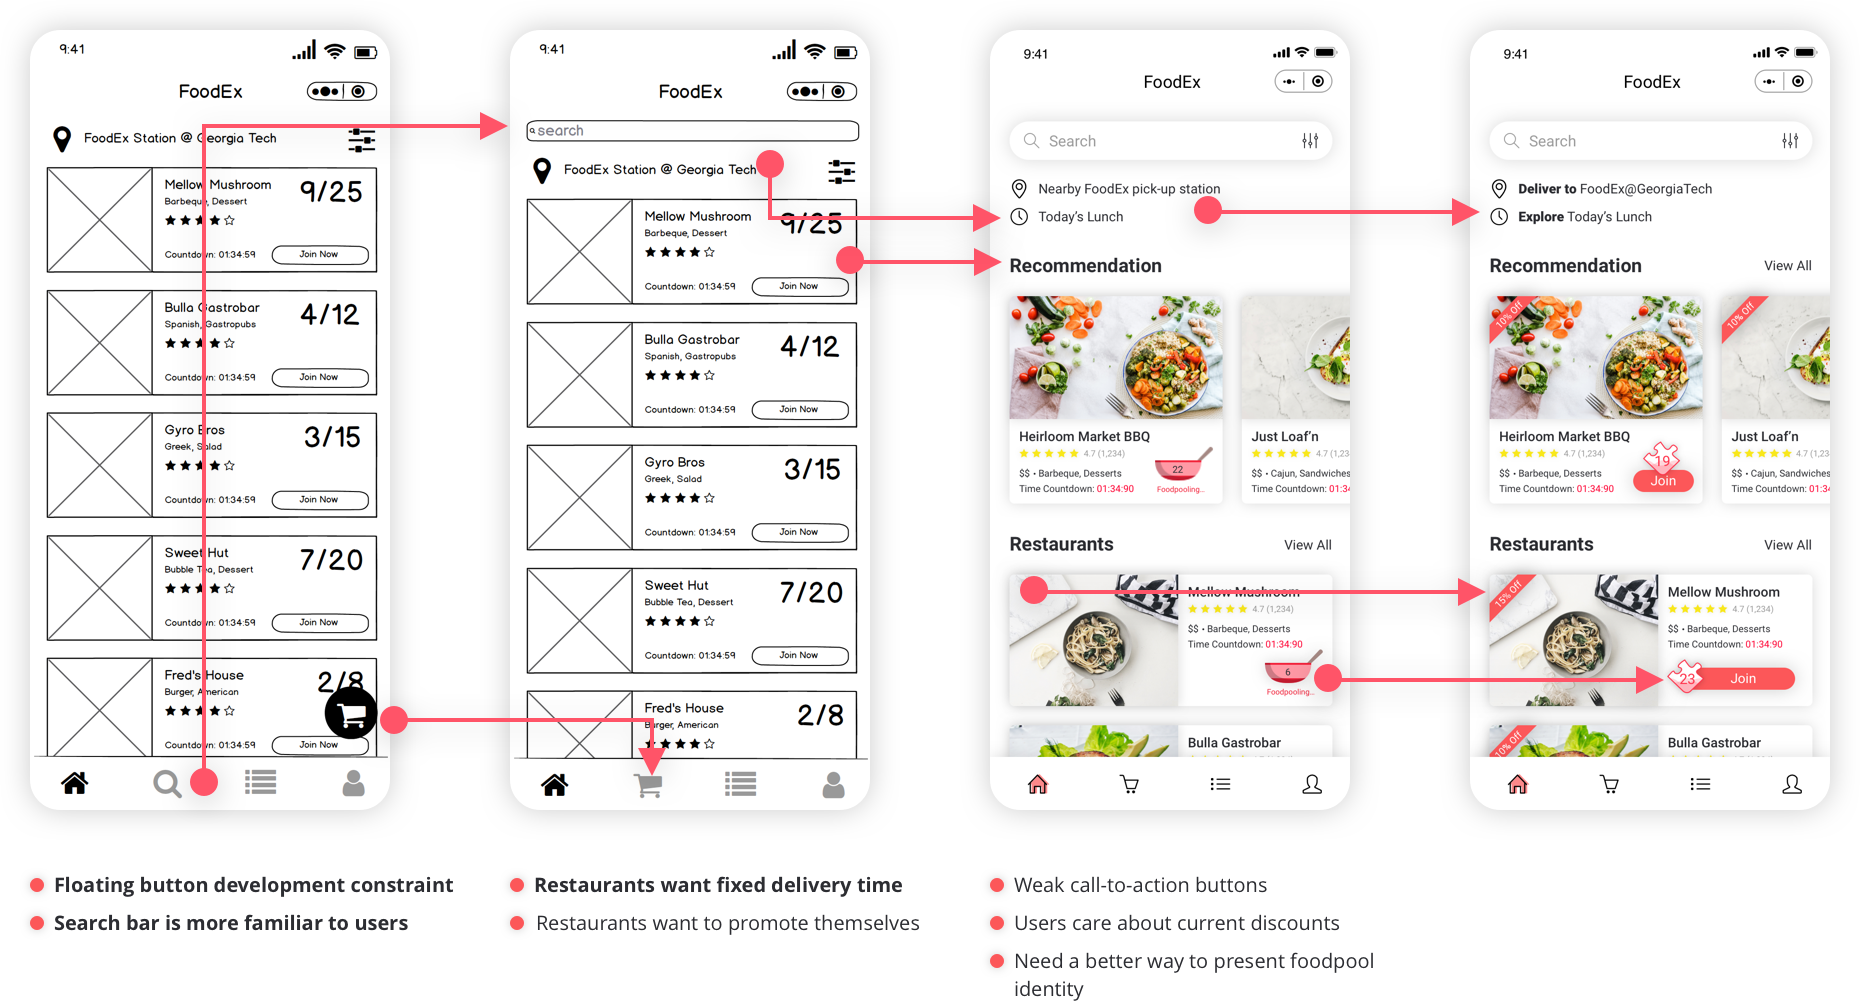 9:41
FoodEx
FoodEx Station @ Georgia Tech
Mellow Mushroom
9/25
Barbeque, Dessert
Countdown: 01:34:59
Join Now
Bulla Gastrobar
4/12
Spanish, Gastropubs
Countdown: 01:34:59
Join Now
Gyro Bros
3/15
Greek, Salad
Countdown: 01:34:59
Join Now
Sweet Hut
7/20
Bubble Tea, Dessert
Countdown: 01:34:59
Join Now
Fred's House
2/8
Burger, American
Countdown: 01:34:59
Join Now
9:41
FoodEx
search
FoodEx Station @ Georgia Tech
Mellow Mushroom
9/25
Barbeque, Dessert
Countdown: 01:34:59
Join Now
Bulla Gastrobar
4/12
Spanish, Gastropubs
Countdown: 01:34:59
Join Now
Gyro Bros
3/15
Greek, Salad
Countdown: 01:34:59
Join Now
Sweet Hut
7/20
Bubble Tea, Dessert
Countdown: 01:34:59
Join Now
Fred's House
2/8
Burger, American
9:41
FoodEx
Search
Nearby FoodEx pick-up station
Today's Lunch
Recommendation
Heirloom Market BBQ
4.7 (1,234)
$$ • Barbeque, Desserts
Time Countdown: 01:34:90
22
Foodpooling...
Just Loaf'n
4.7 (1,23
$$ • Cajun, Sandwiches
Time Countdown: 01:34
Restaurants
View All
Mellow Mushroom
4.7 (1,234)
$$ • Barbeque, Desserts
Time Countdown: 01:34:90
6
Foodpooling...
Bulla Gastrobar
9:41
FoodEx
Search
Deliver to FoodEx@GeorgiaTech
Explore Today's Lunch
Recommendation
View All
10% Off
Heirloom Market BBQ
4.7 (1,234)
$$ • Barbeque, Desserts
Time Countdown: 01:34:90
19
Join
10% Off
Just Loaf'n
4.7 (1,23
$$ • Cajun, Sandwiches
Time Countdown: 01:34
Restaurants
View All
15% Off
Mellow Mushroom
4.7 (1,234)
$$ • Barbeque, Desserts
Time Countdown: 01:34:90
23
Join
10% Off
Bulla Gastrobar
Floating button development constraint
Search bar is more familiar to users
Restaurants want fixed delivery time
Restaurants want to promote themselves
Weak call-to-action buttons
Users care about current discounts
Need a better way to present foodpool
identity